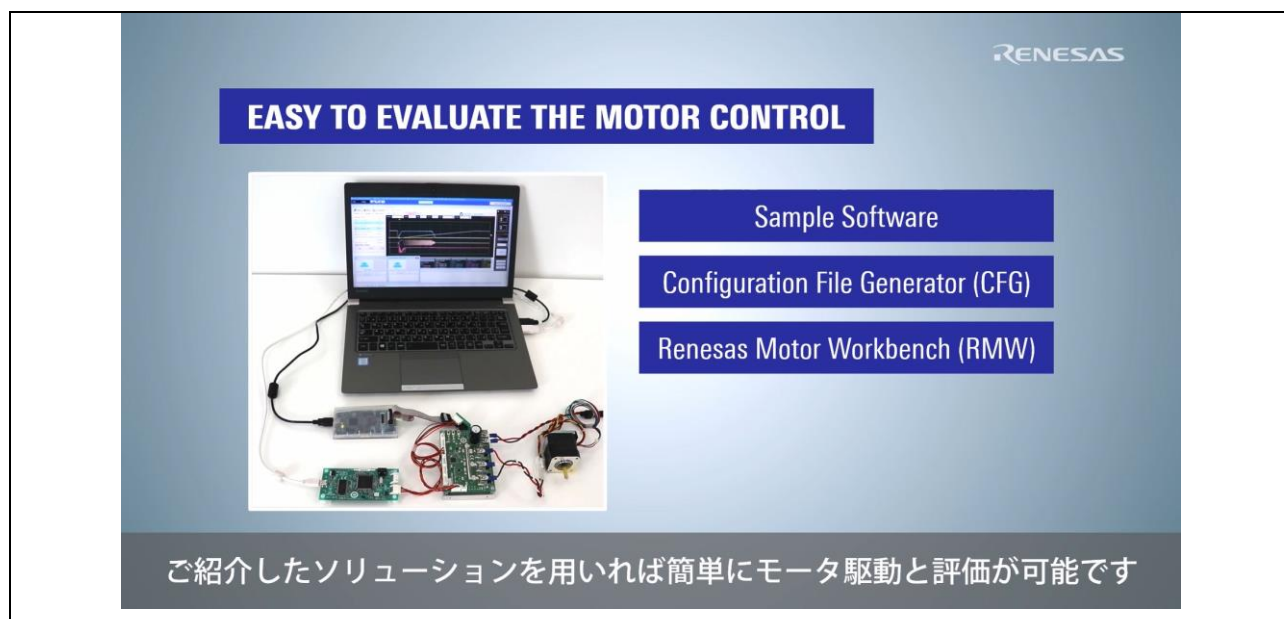 RENESAS
EASY TO EVALUATE THE MOTOR CONTROL
Sample Software
Configuration File Generator (CFG)
Renesas Motor Workbench (RMW)
ご紹介したソリューションを用いれば簡単にモータ駆動と評価が可能です